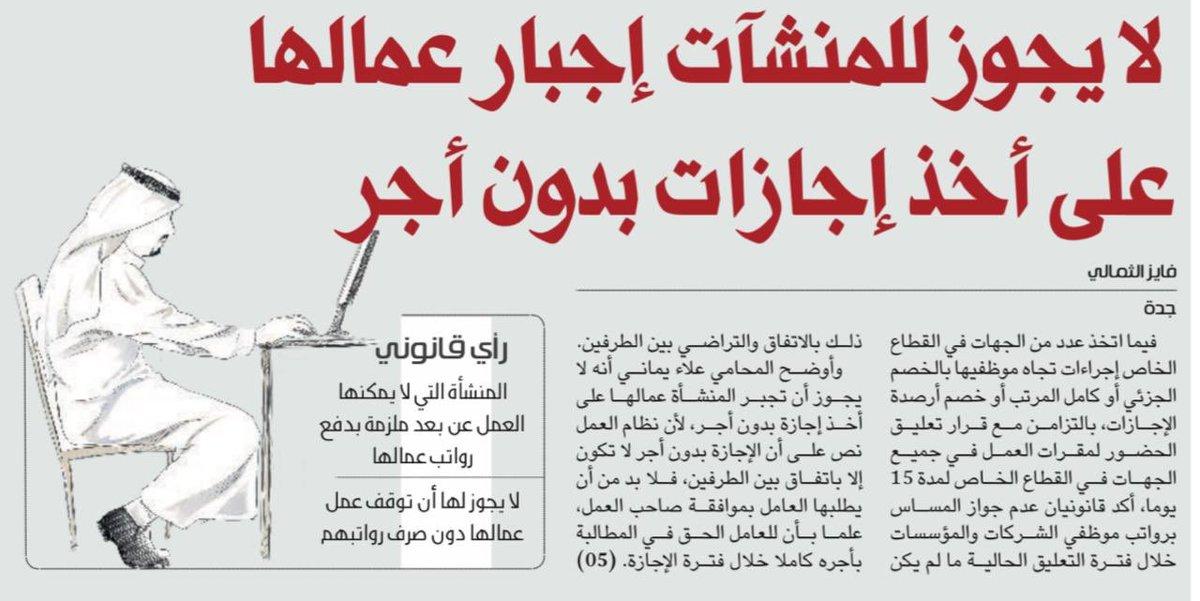 لا يجوز للمنشآت إجبار عمالها
على أخذ إجازات بدون أجر
فايز الثمالي
جدة
فيما اتخذ عدد من الجهات في القطاع
الخاص إجراءات تجاه موظفيها بالخصم
الجزئي أو كامل المرتب أو خصم أرصدة
الإجازات، بالتزامن مع قرار تعليق
الحضور لمقرات العمل في جميع
الجهات في القطاع الخاص لمدة 15
يوما، أكد قانونيان عدم جواز المساس
برواتب موظفي الشركات والمؤسسات
خلال فترة التعليق الحالية ما لم يكن
ذلك بالاتفاق والتراضي بين الطرفين.
وأوضح المحامي علاء يماني أنه لا
يجوز أن تجبر المنشأة عمالها على
أخذ إجازة بدون أجر، لأن نظام العمل
نص على أن الإجازة بدون أجر لا تكون
إلا باتفاق بين الطرفين، فلا بد من أن
يطلبها العامل بموافقة صاحب العمل،
علما بأن للعامل الحق في المطالبة
بأجره كاملا خلال فترة الإجازة. (05)
رأي قانوني
المنشأة التي لا يمكنها
العمل عن بعد ملزمة بدفع
رواتب عمالها
لا يجوز لها أن توقف عمل
عمالها دون صرف رواتبهم